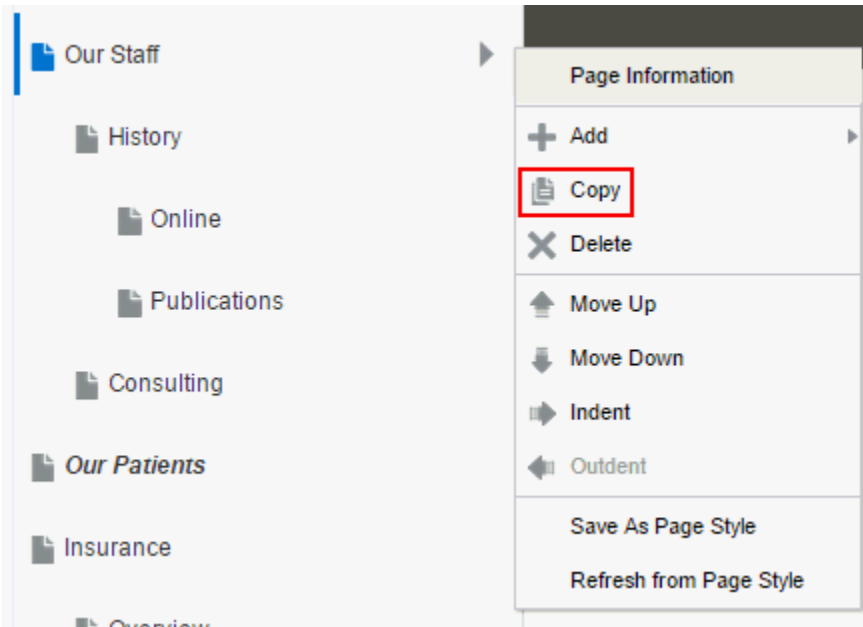 Our Staff
History
Online
Publications
Consulting
Our Patients
Insurance
Overview
Page Information
Add
Copy
Delete
Move Up
Move Down
Indent
Outdent
Save As Page Style
Refresh from Page Style